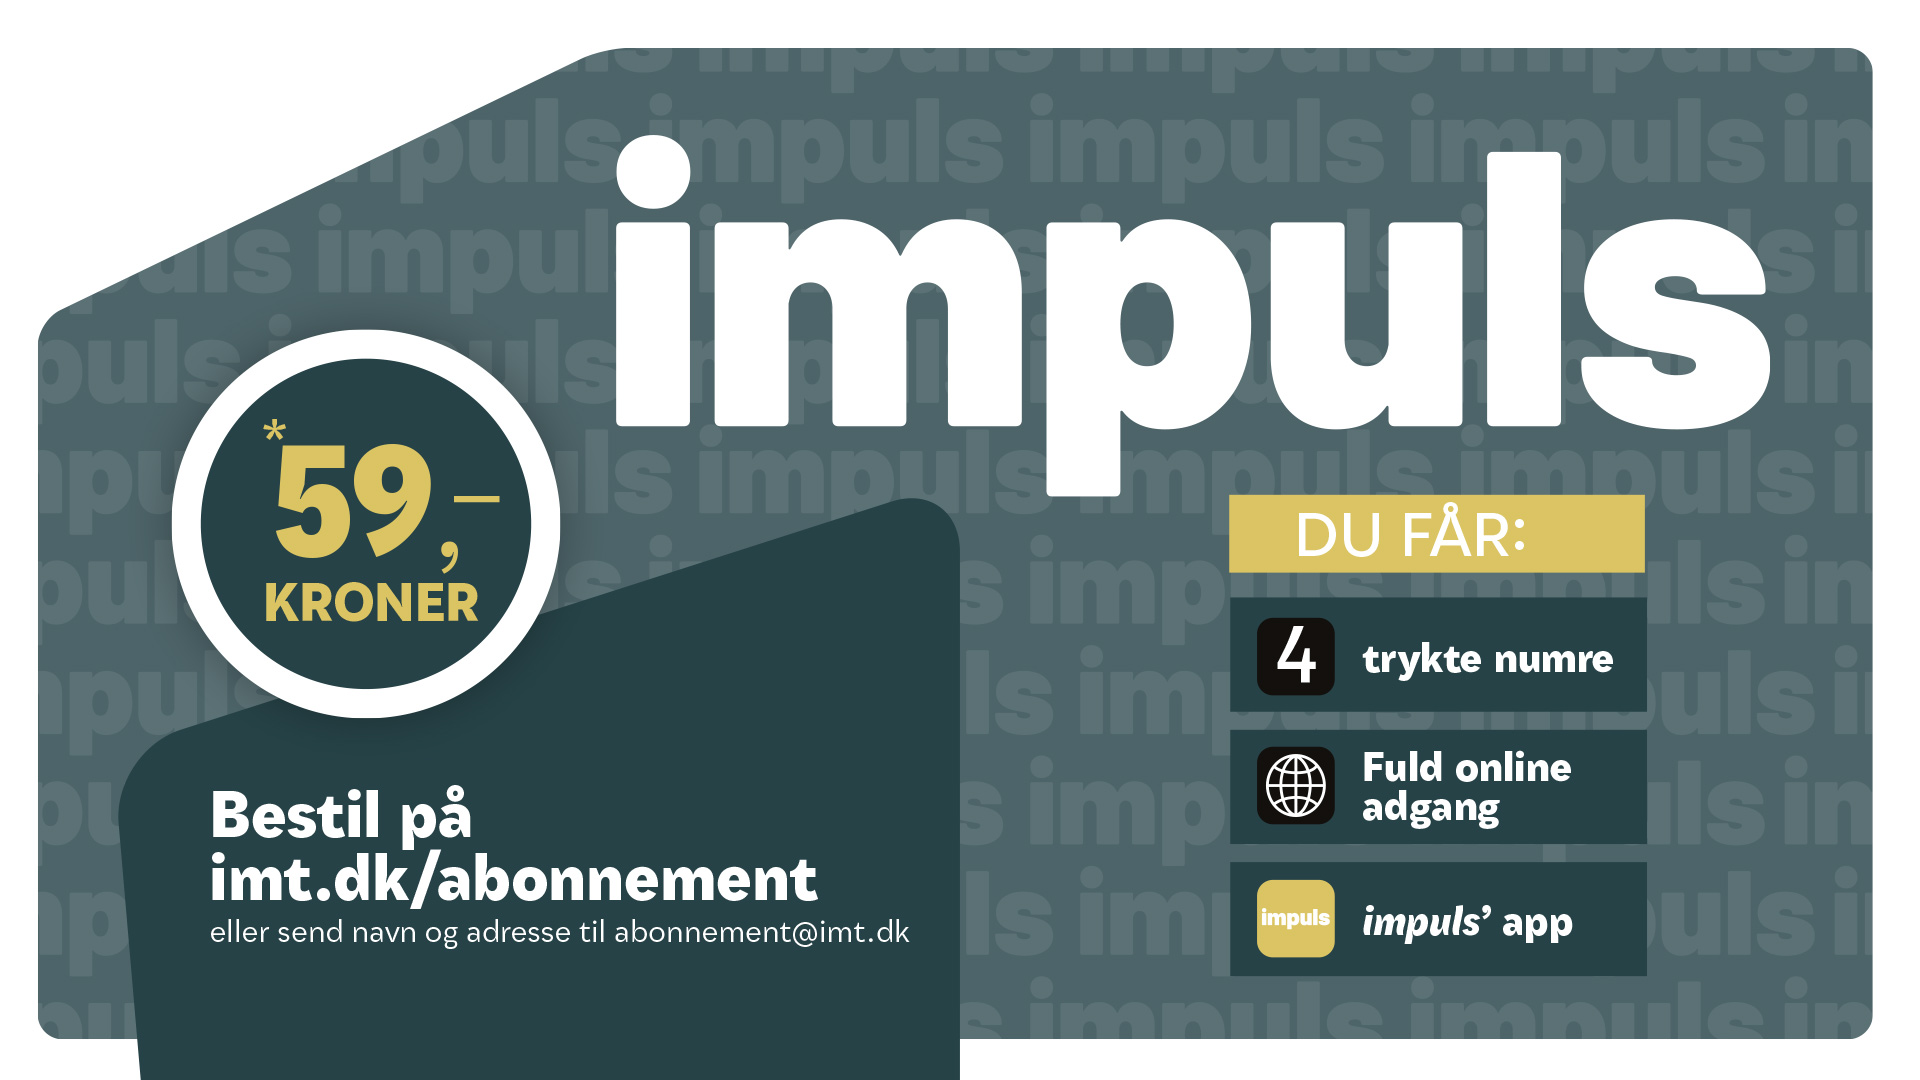 impuls
*59,–
KRONER
DU FÅR:
4 trykte numre
Fuld online
adgang
impuls
impuls’ app
Bestil på
imt.dk/abonnement
eller send navn og adresse til abonnement@imt.dk